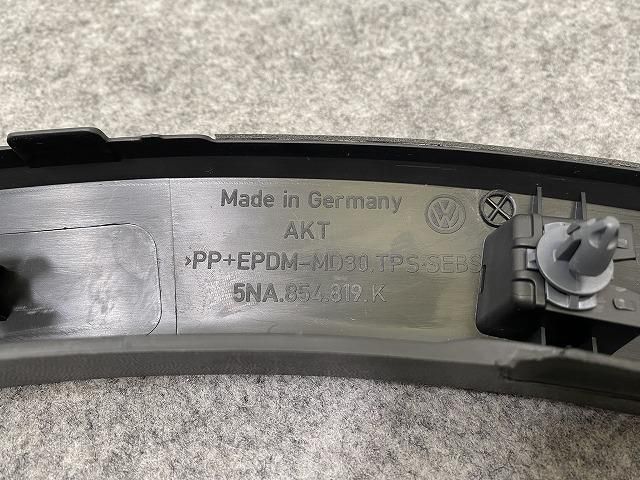 Made in Germany
AKT
>PP+EPDM-MD30,TPS-SEBS
5NA.854.819.K